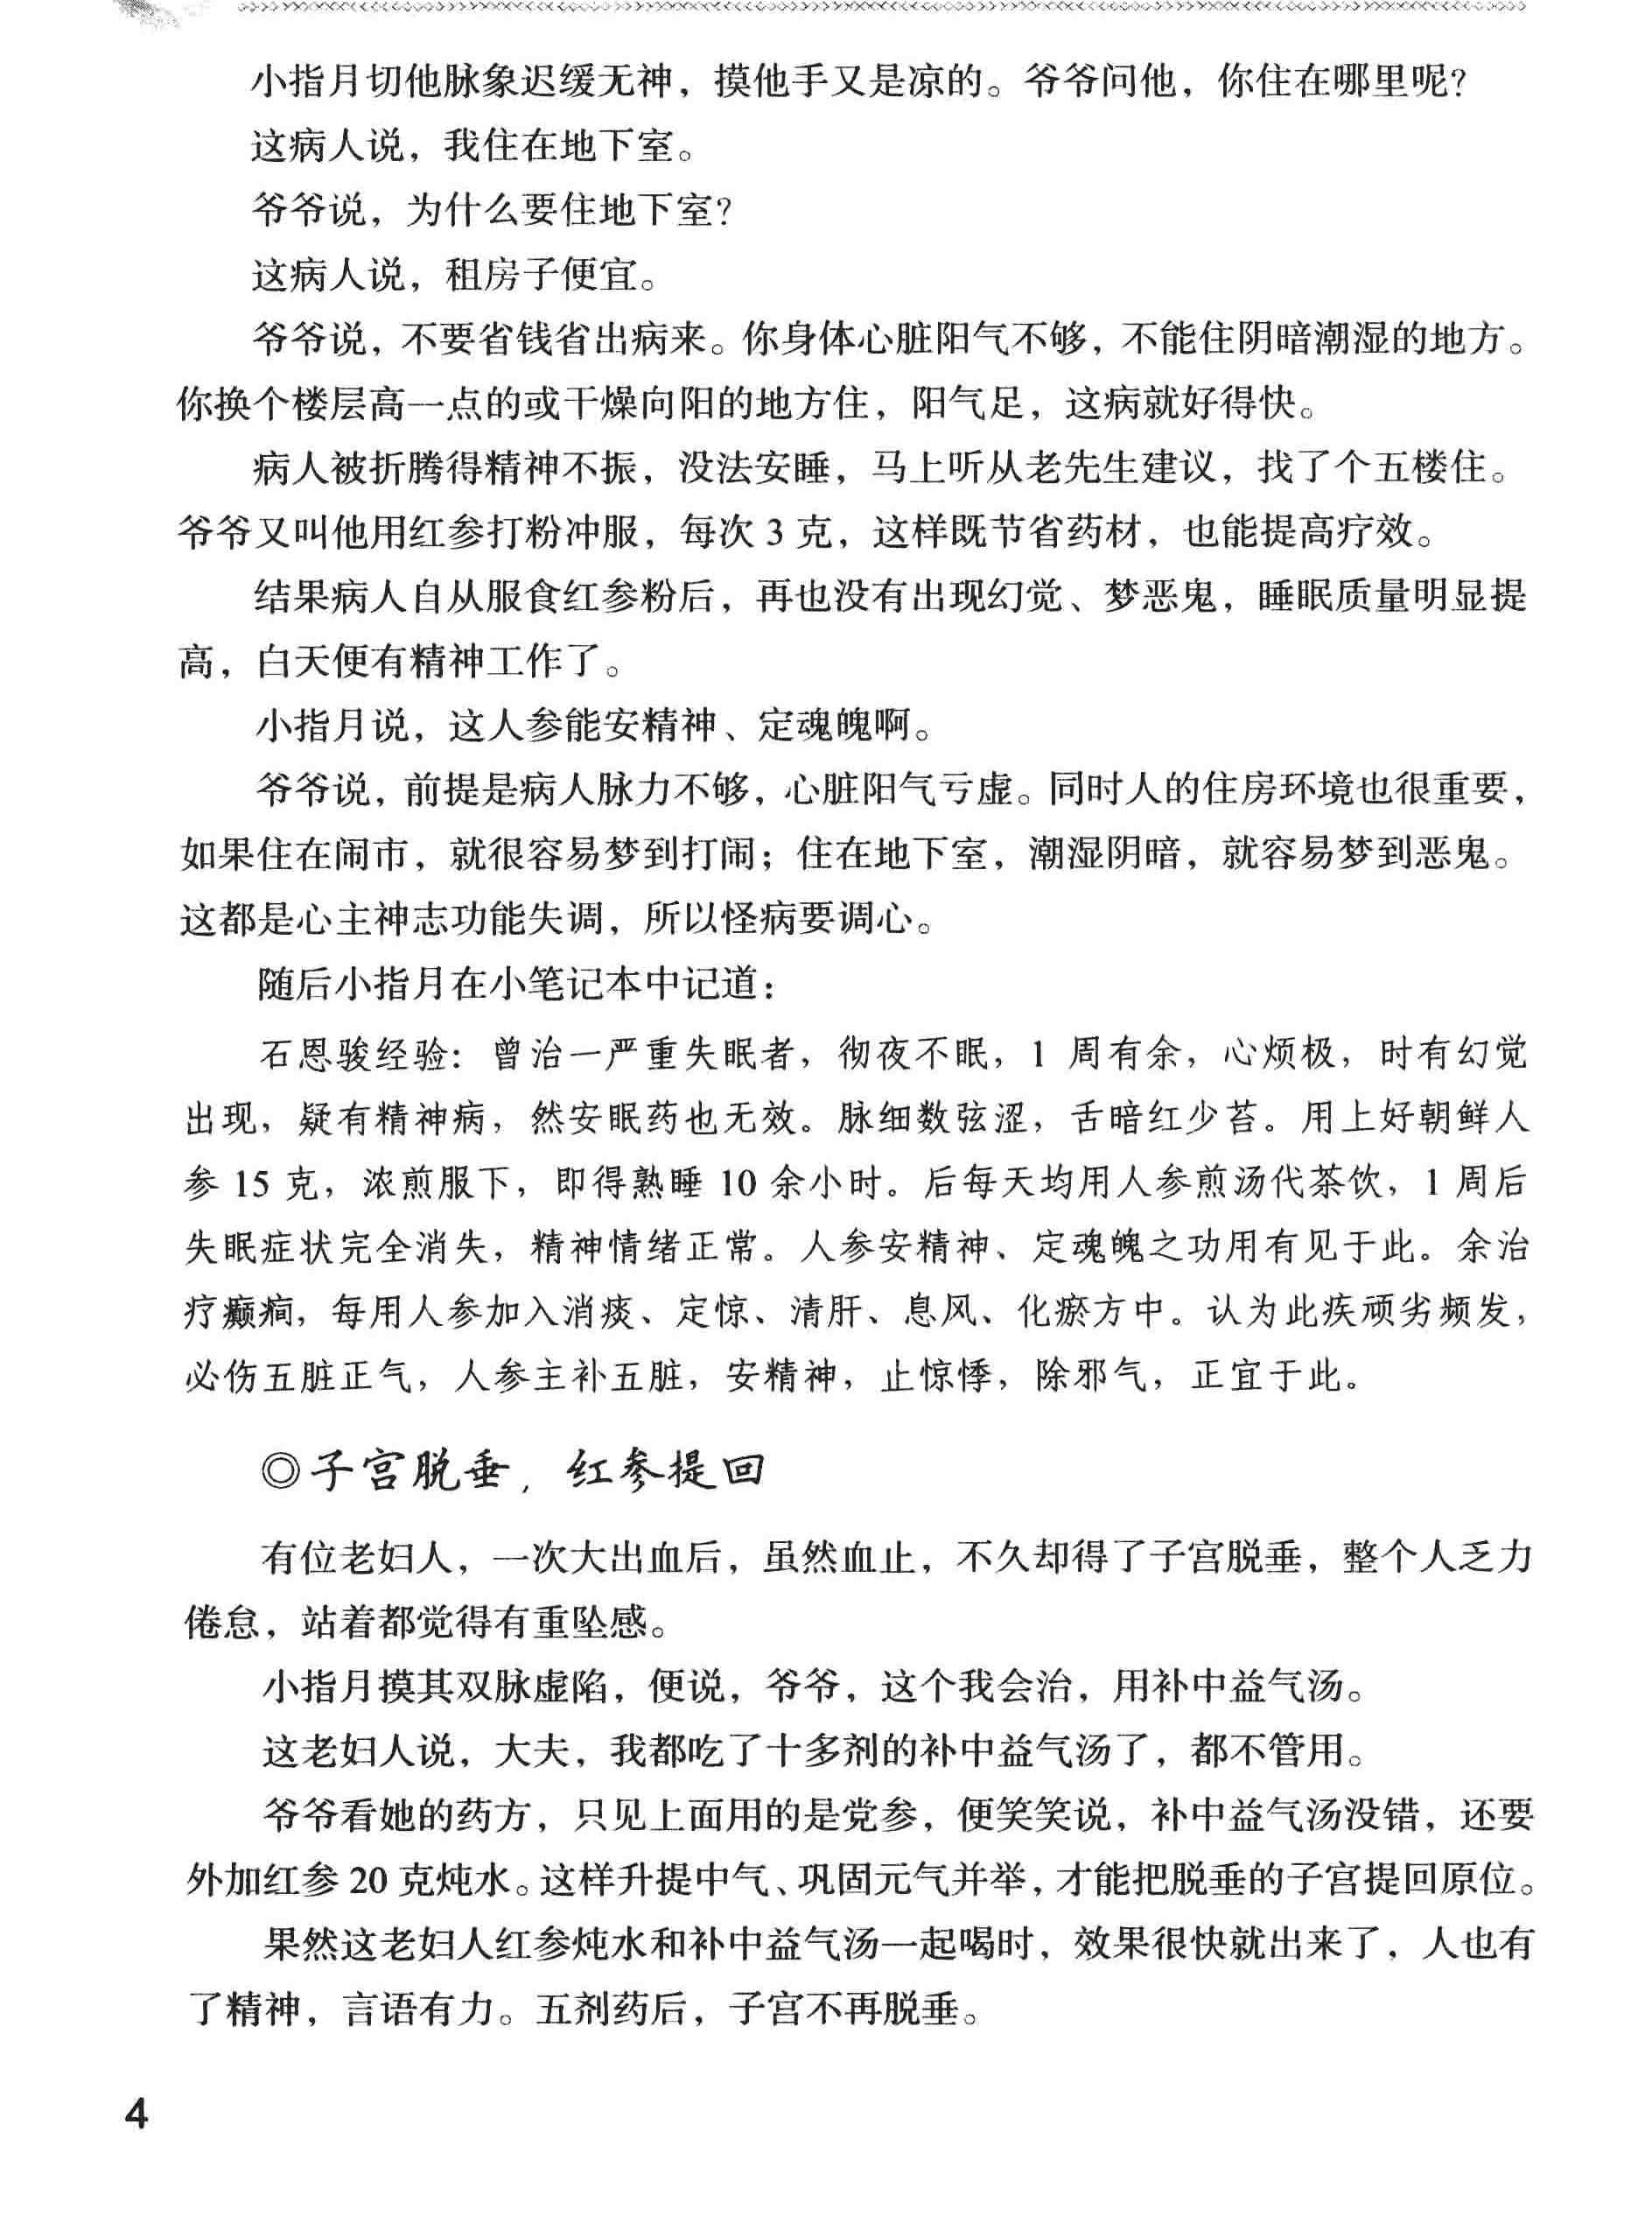 小指月切他脉象迟缓无神，摸他手又是凉的。爷爷问他，你住在哪里呢？
这病人说，我住在地下室。
爷爷说，为什么要住地下室？
这病人说，租房子便宜。
爷爷说，不要省钱省出病来。你身体心脏阳气不够，不能住阴暗潮湿的地方。
你换个楼层高一点的或干燥向阳的地方住，阳气足，这病就好得快。
病人被折腾得精神不振，没法安睡，马上听从老先生建议，找了个五楼住。
爷爷又叫他用红参打粉冲服，每次 3 克，这样既节省药材，也能提高疗效。
结果病人自从服食红参粉后，再也没有出现幻觉、梦恶鬼，睡眠质量明显提
高，白天便有精神工作了。
小指月说，这人参能安精神、定魂魄啊。
爷爷说，前提是病人脉力不够，心脏阳气亏虚。同时人的住房环境也很重要，
如果住在闹市，就很容易梦到打闹；住在地下室，潮湿阴暗，就容易梦到恶鬼。
这都是心主神志功能失调，所以怪病要调心。
随后小指月在小笔记本中记道：
石恩骏经验：曾治一严重失眠者，彻夜不眠，1 周有余，心烦极，时有幻觉
出现，疑有精神病，然安眠药也无效。脉细数弦涩，舌暗红少苔。用上好朝鲜人
参 15 克，浓煎服下，即得熟睡 10 余小时。后每天均用人参煎汤代茶饮，1 周后
失眠症状完全消失，精神情绪正常。人参安精神、定魂魄之功用有见于此。余治
疗癫痫，每用人参加入消痰、定惊、清肝、息风、化瘀方中。认为此疾顽劣频发，
必伤五脏正气，人参主补五脏，安精神，止惊悸，除邪气，正宜于此。
◎子宫脱垂，红参提回
有位老妇人，一次大出血后，虽然血止，不久却得了子宫脱垂，整个人乏力
倦怠，站着都觉得有重坠感。
小指月摸其双脉虚陷，便说，爷爷，这个我会治，用补中益气汤。
这老妇人说，大夫，我都吃了十多剂的补中益气汤了，都不管用。
爷爷看她的药方，只见上面用的是党参，便笑笑说，补中益气汤没错，还要
外加红参 20 克炖水。这样升提中气、巩固元气并举，才能把脱垂的子宫提回原位。
果然这老妇人红参炖水和补中益气汤一起喝时，效果很快就出来了，人也有
了精神，言语有力。五剂药后，子宫不再脱垂。
4